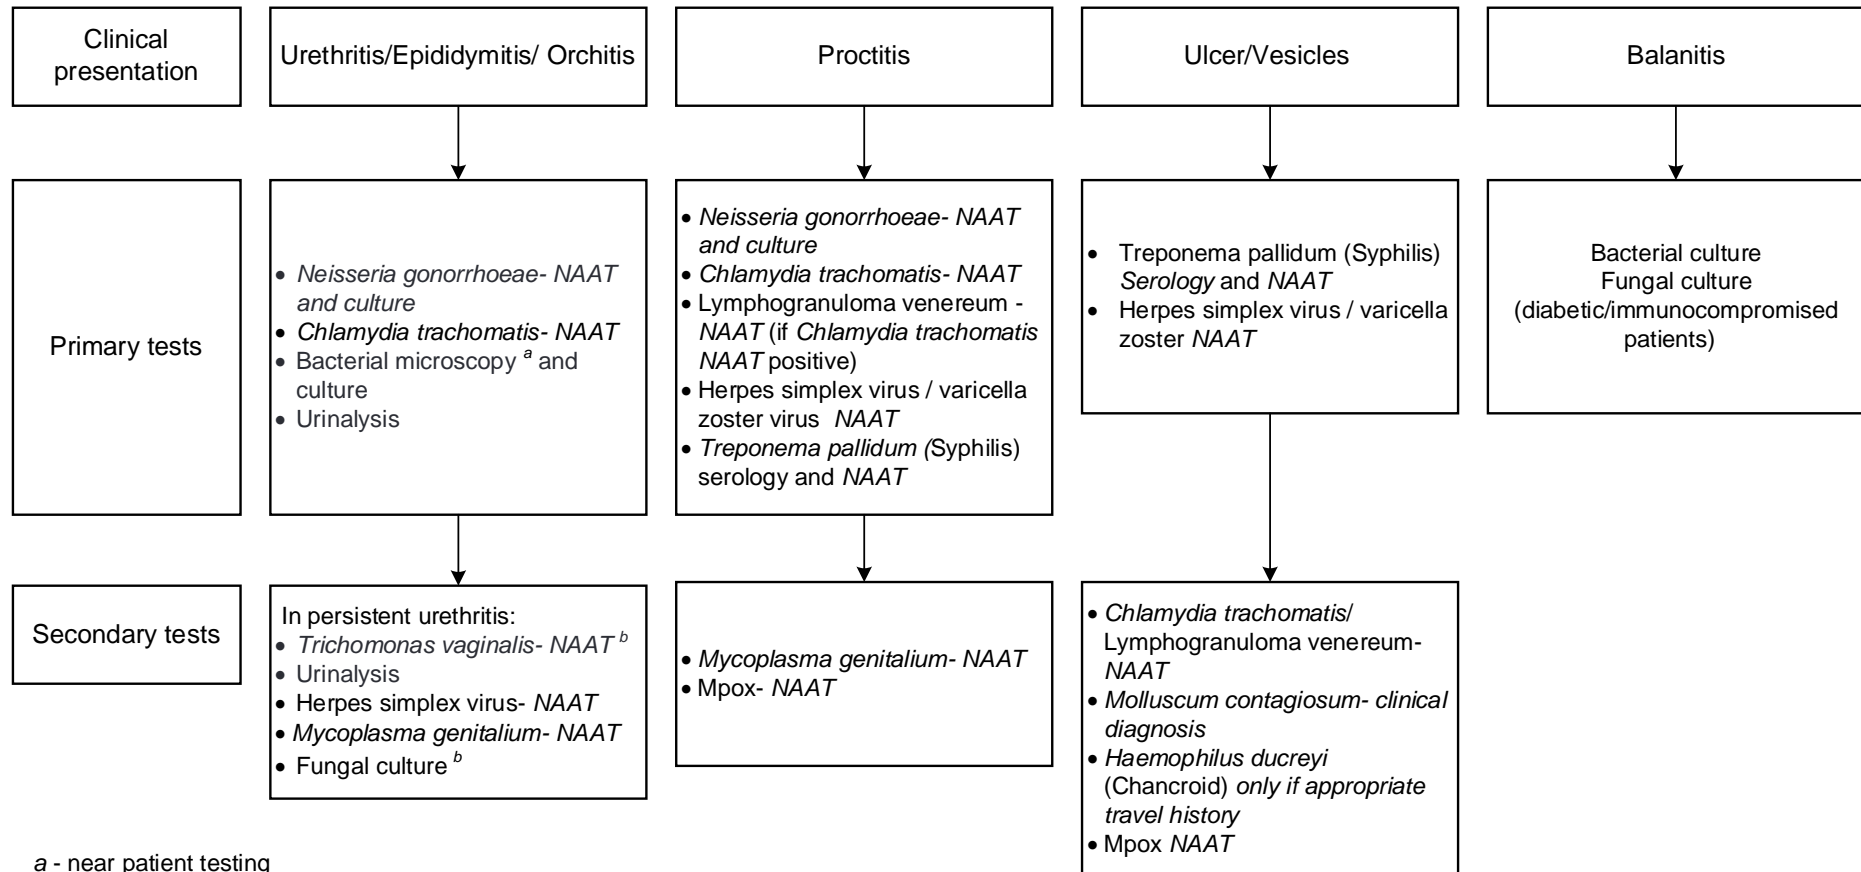 Clinical
presentation
Urethritis/Epididymitis/ Orchitis
Proctitis
Ulcer/Vesicles
Balanitis
Primary tests
• Neisseria gonorrhoeae- NAAT
and culture
• Chlamydia trachomatis- NAAT
• Bacterial microscopy a and
culture
• Urinalysis
• Neisseria gonorrhoeae- NAAT
and culture
• Chlamydia trachomatis- NAAT
• Lymphogranuloma venereum -
NAAT (if Chlamydia trachomatis
NAAT positive)
• Herpes simplex virus / varicella
zoster virus NAAT
• Treponema pallidum (Syphilis)
serology and NAAT
• Treponema pallidum (Syphilis)
Serology and NAAT
• Herpes simplex virus / varicella
zoster NAAT
Bacterial culture
Fungal culture
(diabetic/immunocompromised
patients)
Secondary tests
In persistent urethritis:
• Trichomonas vaginalis- NAAT b
• Urinalysis
• Herpes simplex virus- NAAT
• Mycoplasma genitalium- NAAT
• Fungal culture b
• Mycoplasma genitalium- NAAT
• Mpox- NAAT
• Chlamydia trachomatis/
Lymphogranuloma venereum-
NAAT
• Molluscum contagiosum- clinical
diagnosis
• Haemophilus ducreyi
(Chancroid) only if appropriate
travel history
• Mpox NAAT
a - near patient testing